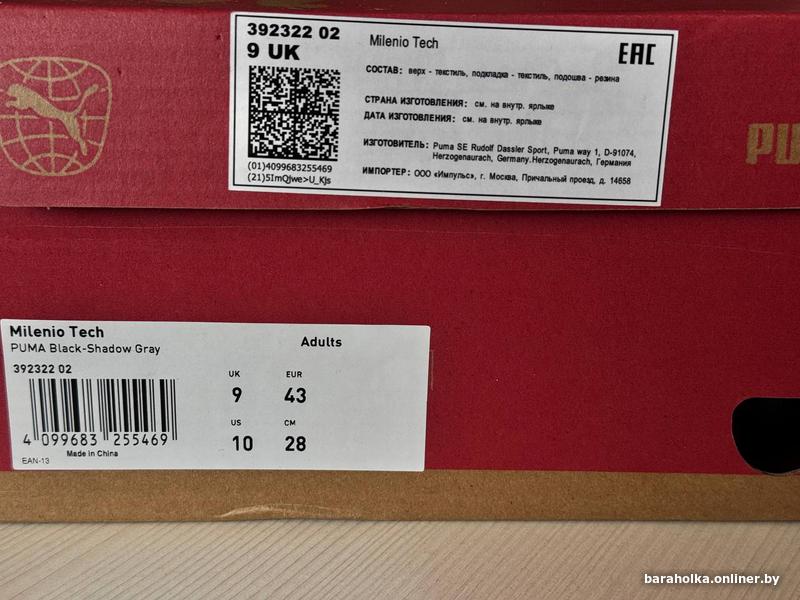 392322 02
9 UK
Milenio Tech
EAC
СОСТАВ: верх - текстиль, подкладка - текстиль, подошва - резина
СТРАНА ИЗГОТОВЛЕНИЯ: см. на внутр. ярлыке
ДАТА ИЗГОТОВЛЕНИЯ: см. на внутр. ярлыке
ИЗГОТОВИТЕЛЬ: Puma SE Rudolf Dassler Sport, Puma way 1, D-91074,
Herzogenaurach, Germany.Herzogenaurach, Германия
ИМПОРТЕР: ООО «Импульс», г. Москва, Причальный проезд, д. 14658
(01)4099683255469
(21)5ImQJwe>U_KJs
PU
Milenio Tech
PUMA Black-Shadow Gray
Adults
392322 02
UK EUR
9 43
US CM
10 28
4 099683 255469
Made in China
EAN-13
baraholka.onliner.by